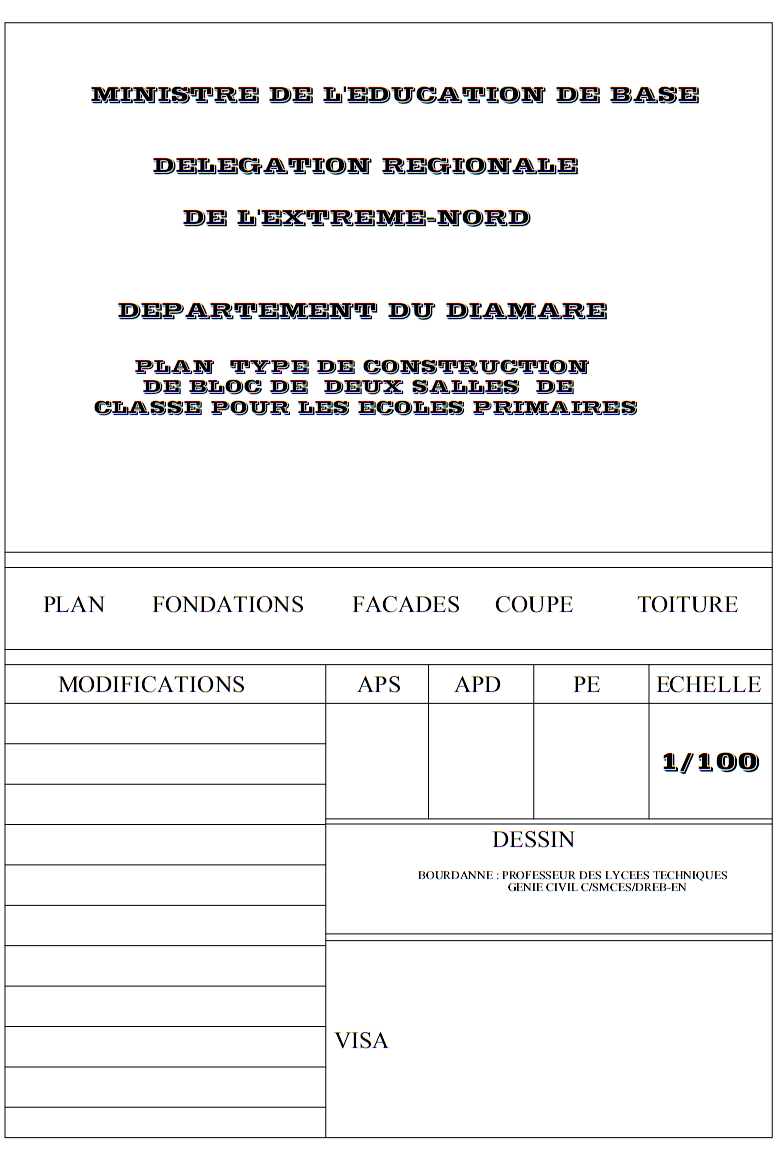 MINISTRE DE L'EDUCATION DE BASE
DELEGATION REGIONALE
DE L'EXTREME-NORD
DEPARTEMENT DU DIAMARE
PLAN TYPE DE CONSTRUCTION
DE BLOC DE DEUX SALLES DE
CLASSE POUR LES ECOLES PRIMAIRES
PLAN FONDATIONS FACADES COUPE TOITURE
MODIFICATIONS APS APD PE ECHELLE
1/100
DESSIN
BOURDANNE : PROFESSEUR DES LYCEES TECHNIQUES
GENIE CIVIL C/SMCES/DREB-EN
VISA